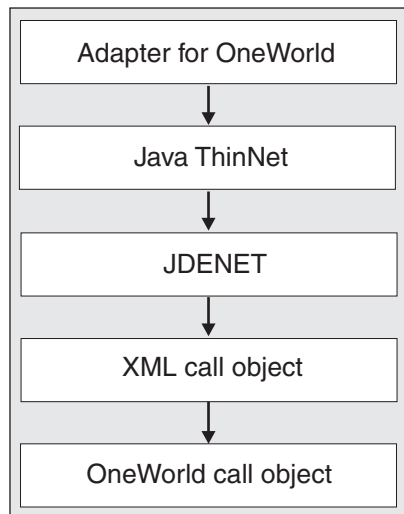 Adapter for OneWorld
Java ThinNet
JDENET
XML call object
OneWorld call object